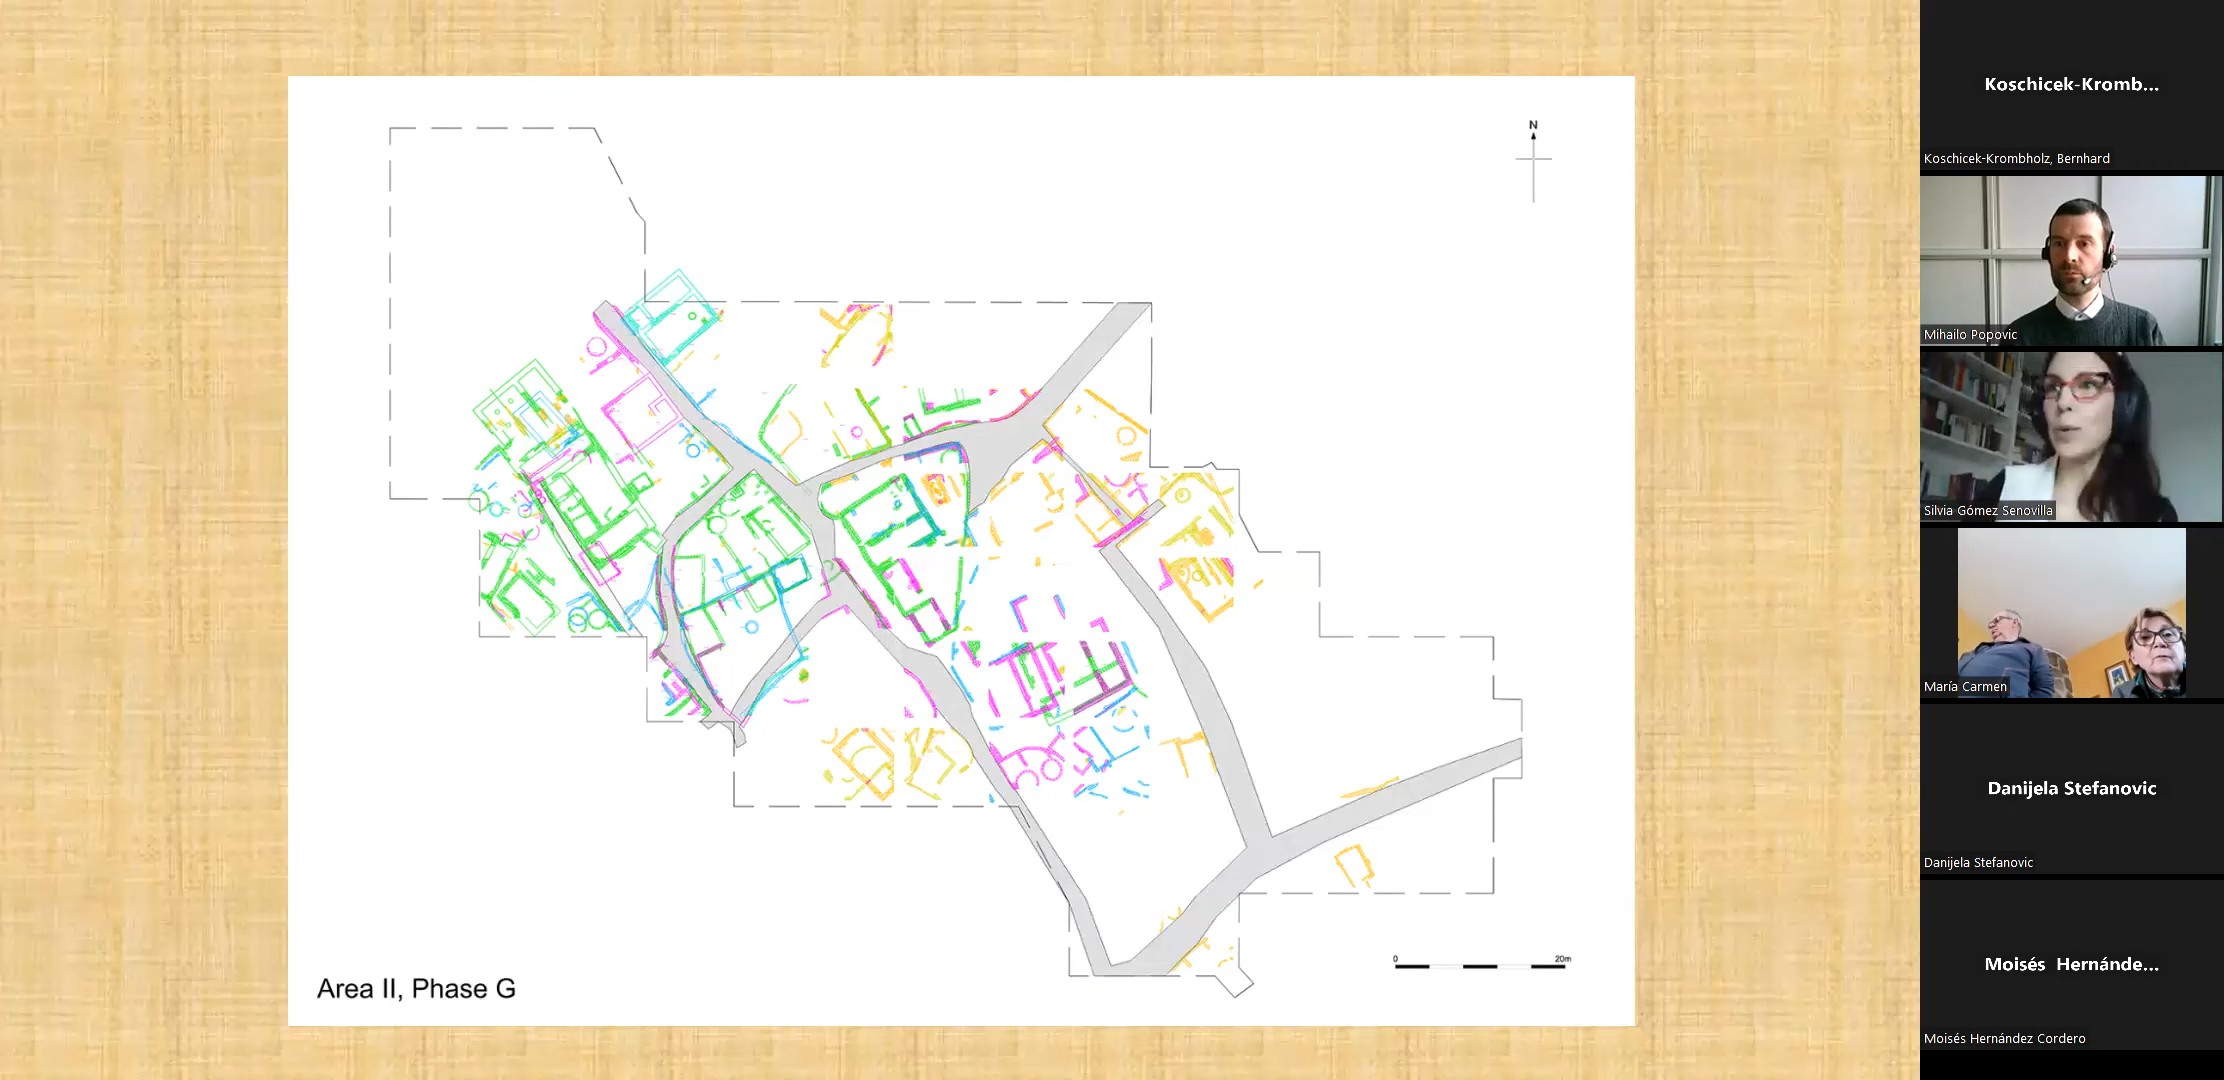 N
0 20m
Area II, Phase G
Koschicek-Kromb...
Koschicek-Krombholz, Bernhard
Mihailo Popovic
Silvia Gómez Senovilla
María Carmen
Danijela Stefanovic
Danijela Stefanovic
Moisés Hernánde...
Moisés Hernández Cordero